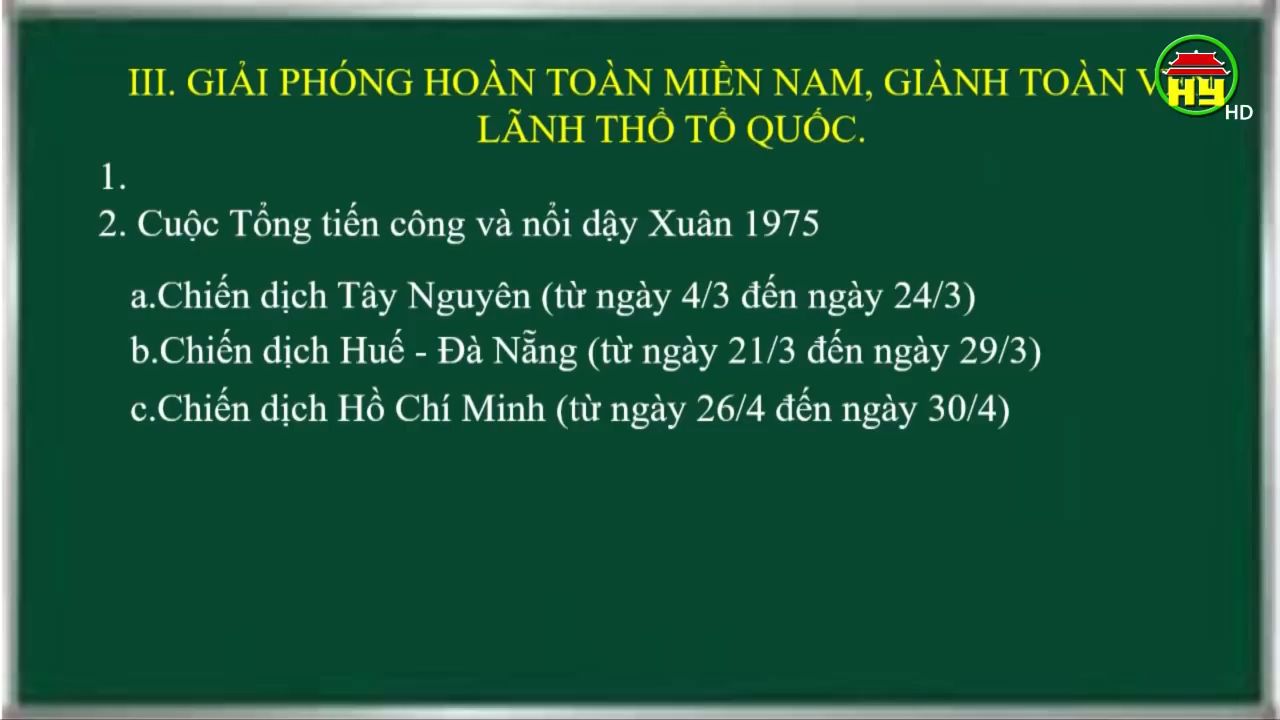 III. GIẢI PHÓNG HOÀN TOÀN MIỀN NAM, GIÀNH TOÀN
LÃNH THỔ TỔ QUỐC.
HY
HD
1.
2. Cuộc Tổng tiến công và nổi dậy Xuân 1975
a.Chiến dịch Tây Nguyên (từ ngày 4/3 đến ngày 24/3)
b.Chiến dịch Huế - Đà Nẵng (từ ngày 21/3 đến ngày 29/3)
c.Chiến dịch Hồ Chí Minh (từ ngày 26/4 đến ngày 30/4)